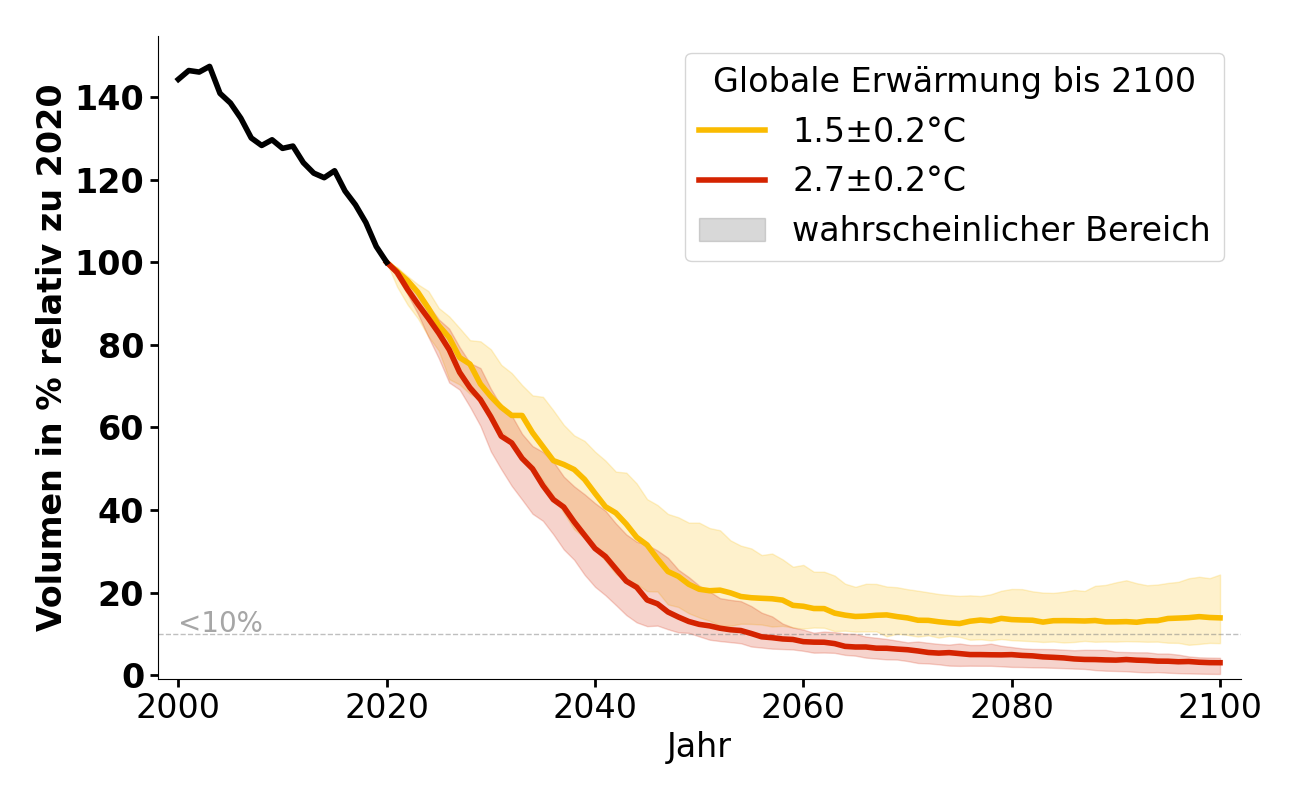 Volumen in % relativ zu 2020
140
120
100
80
60
40
20
0
<10%
Globale Erwärmung bis 2100
1.5±0.2°C
2.7±0.2°C
wahrscheinlicher Bereich
2000 2020 2040 2060 2080 2100
Jahr